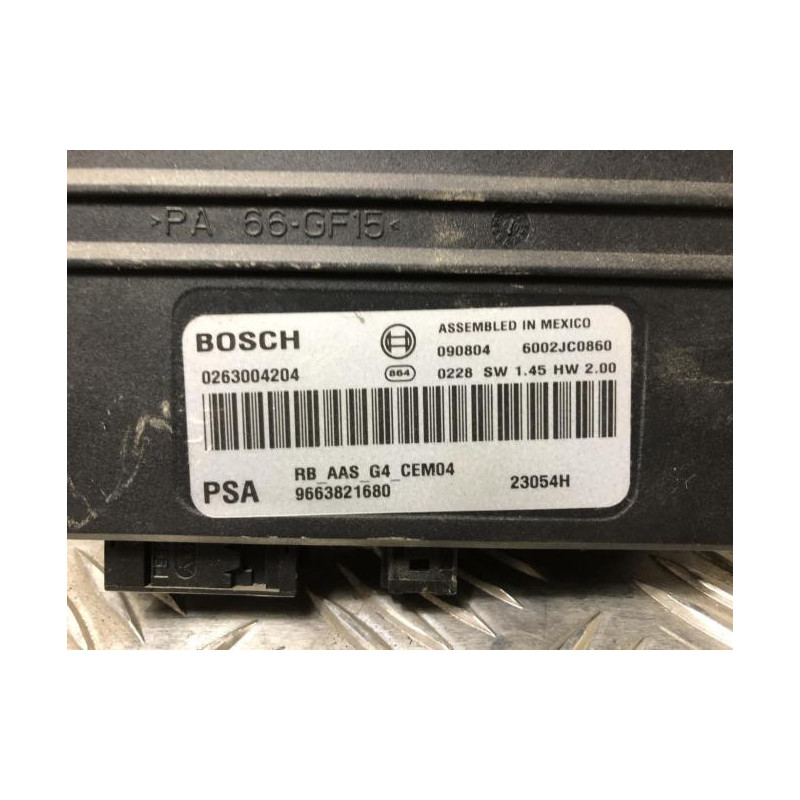 >PA 66-GF15<
BOSCH
ASSEMBLED IN MEXICO
090804 6002JC0860
0263004204
864
0228 SW 1.45 HW 2.00
PSA
RB_AAS_G4_CEM04
9663821680
23054H